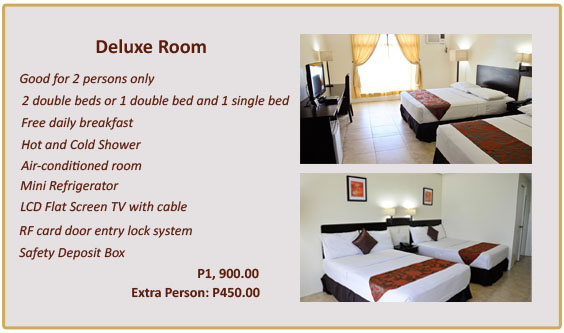 Deluxe Room
Good for 2 persons only
2 double beds or 1 double bed and 1 single bed
Free daily breakfast
Hot and Cold Shower
Air-conditioned room
Mini Refrigerator
LCD Flat Screen TV with cable
RF card door entry lock system
Safety Deposit Box
P1, 900.00
Extra Person: P450.00